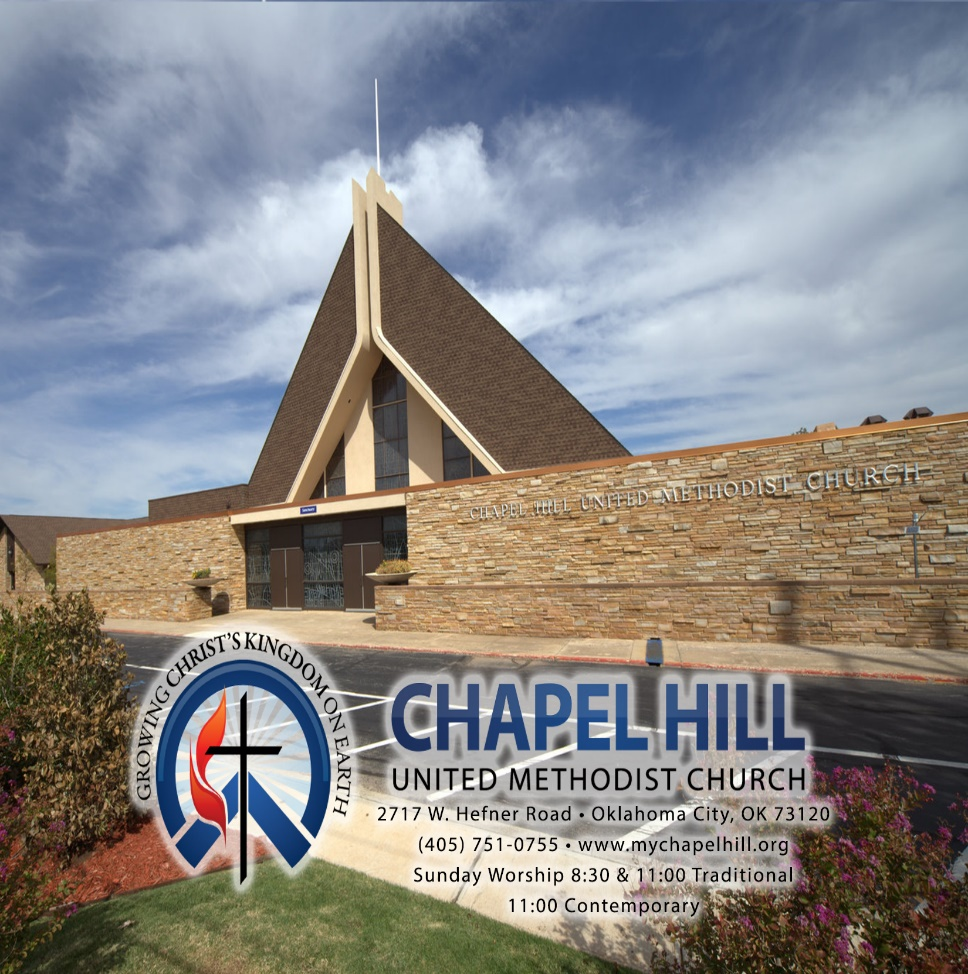 CHAPEL HILL UNITED METHODIST CHURCH
GROWING CHRIST'S KINGDOM ON EARTH
CHAPEL HILL
UNITED METHODIST CHURCH
2717 W. Hefner Road • Oklahoma City, OK 73120
(405) 751-0755 • www.mychapelhill.org
Sunday Worship 8:30 & 11:00 Traditional
11:00 Contemporary